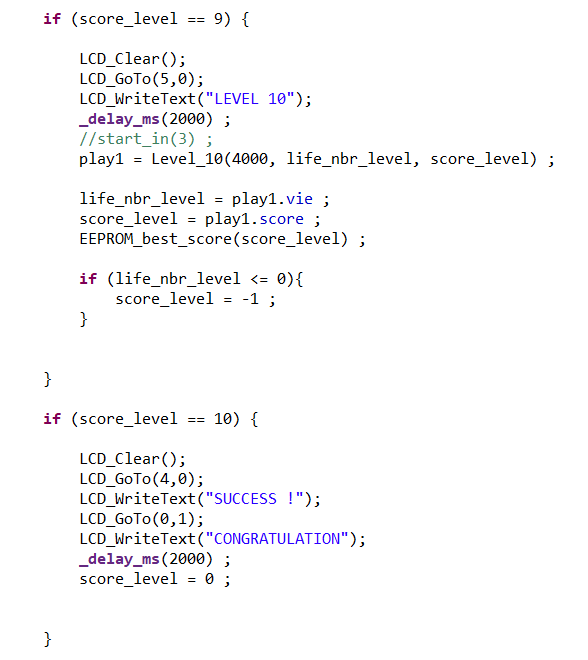 if (score_level == 9) {
LCD_Clear();
LCD_GoTo(5,0);
LCD_WriteText("LEVEL 10");
_delay_ms(2000) ;
//start_in(3) ;
play1 = Level_10(4000, life_nbr_level, score_level) ;
life_nbr_level = play1.vie ;
score_level = play1.score ;
EEPROM_best_score(score_level) ;
if (life_nbr_level <= 0){
score_level = -1 ;
}
}
if (score_level == 10) {
LCD_Clear();
LCD_GoTo(4,0);
LCD_WriteText("SUCCESS !");
LCD_GoTo(0,1);
LCD_WriteText("CONGRATULATION");
_delay_ms(2000) ;
score_level = 0 ;
}